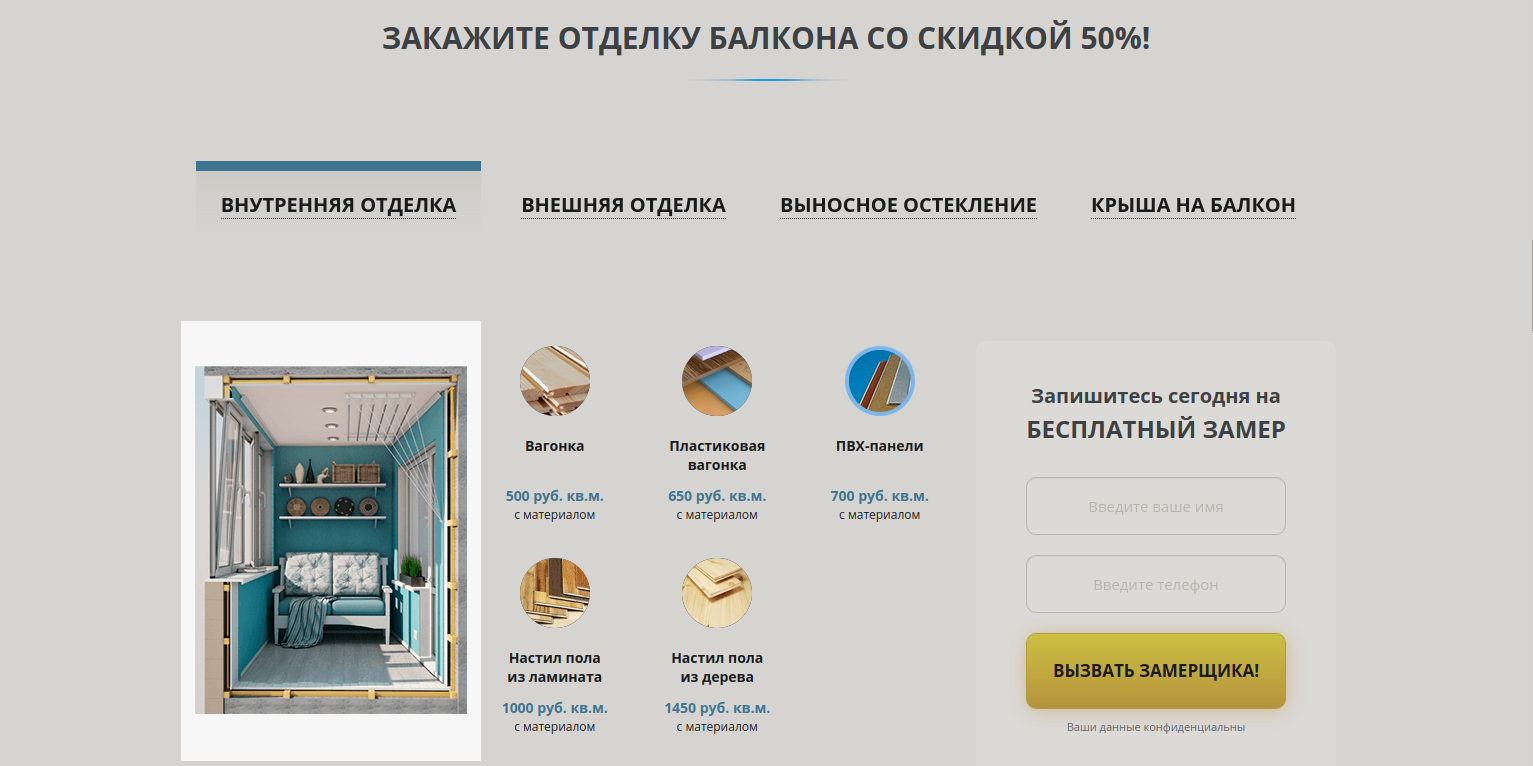 ЗАКАЖИТЕ ОТДЕЛКУ БАЛКОНА СО СКИДКОЙ 50%!
ВНУТРЕННЯЯ ОТДЕЛКА
ВНЕШНЯЯ ОТДЕЛКА
ВЫНОСНОЕ ОСТЕКЛЕНИЕ
КРЫША НА БАЛКОН
Вагонка
500 руб. кв.м.
с материалом
Пластиковая
вагонка
650 руб. кв.м.
с материалом
ПВХ-панели
700 руб. кв.м.
с материалом
Настил пола
из ламината
1000 руб. кв.м.
с материалом
Настил пола
из дерева
1450 руб. кв.м.
с материалом
Запишитесь сегодня на
БЕСПЛАТНЫЙ ЗАМЕР
Введите ваше имя
Введите телефон
ВЫЗВАТЬ ЗАМЕРЩИКА!
Ваши данные конфиденциальны